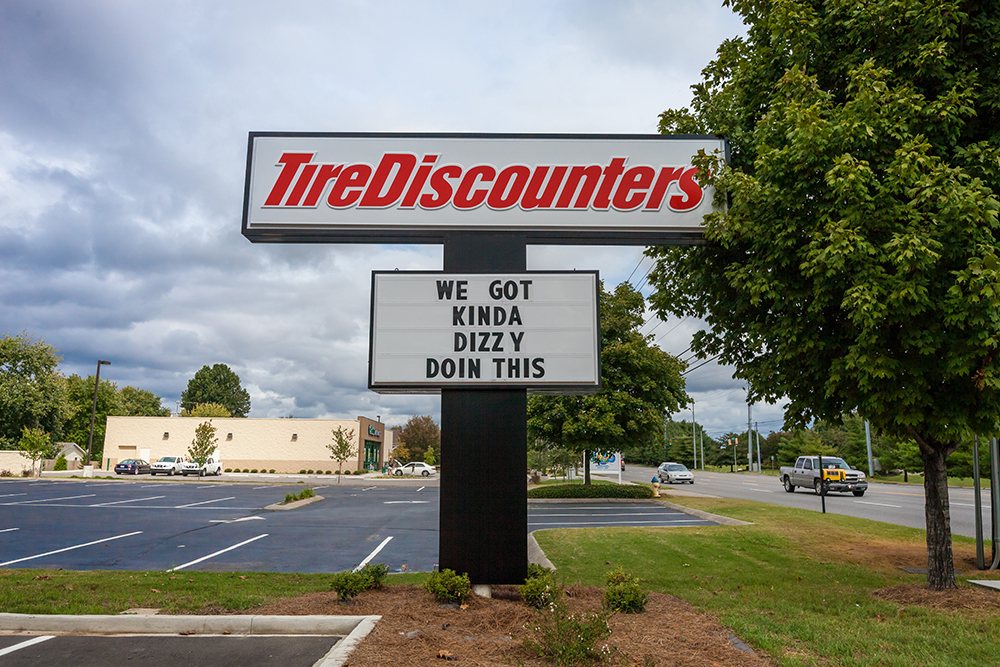 TireDiscounters
WE GOT
KINDA
DIZZY
DOIN THIS